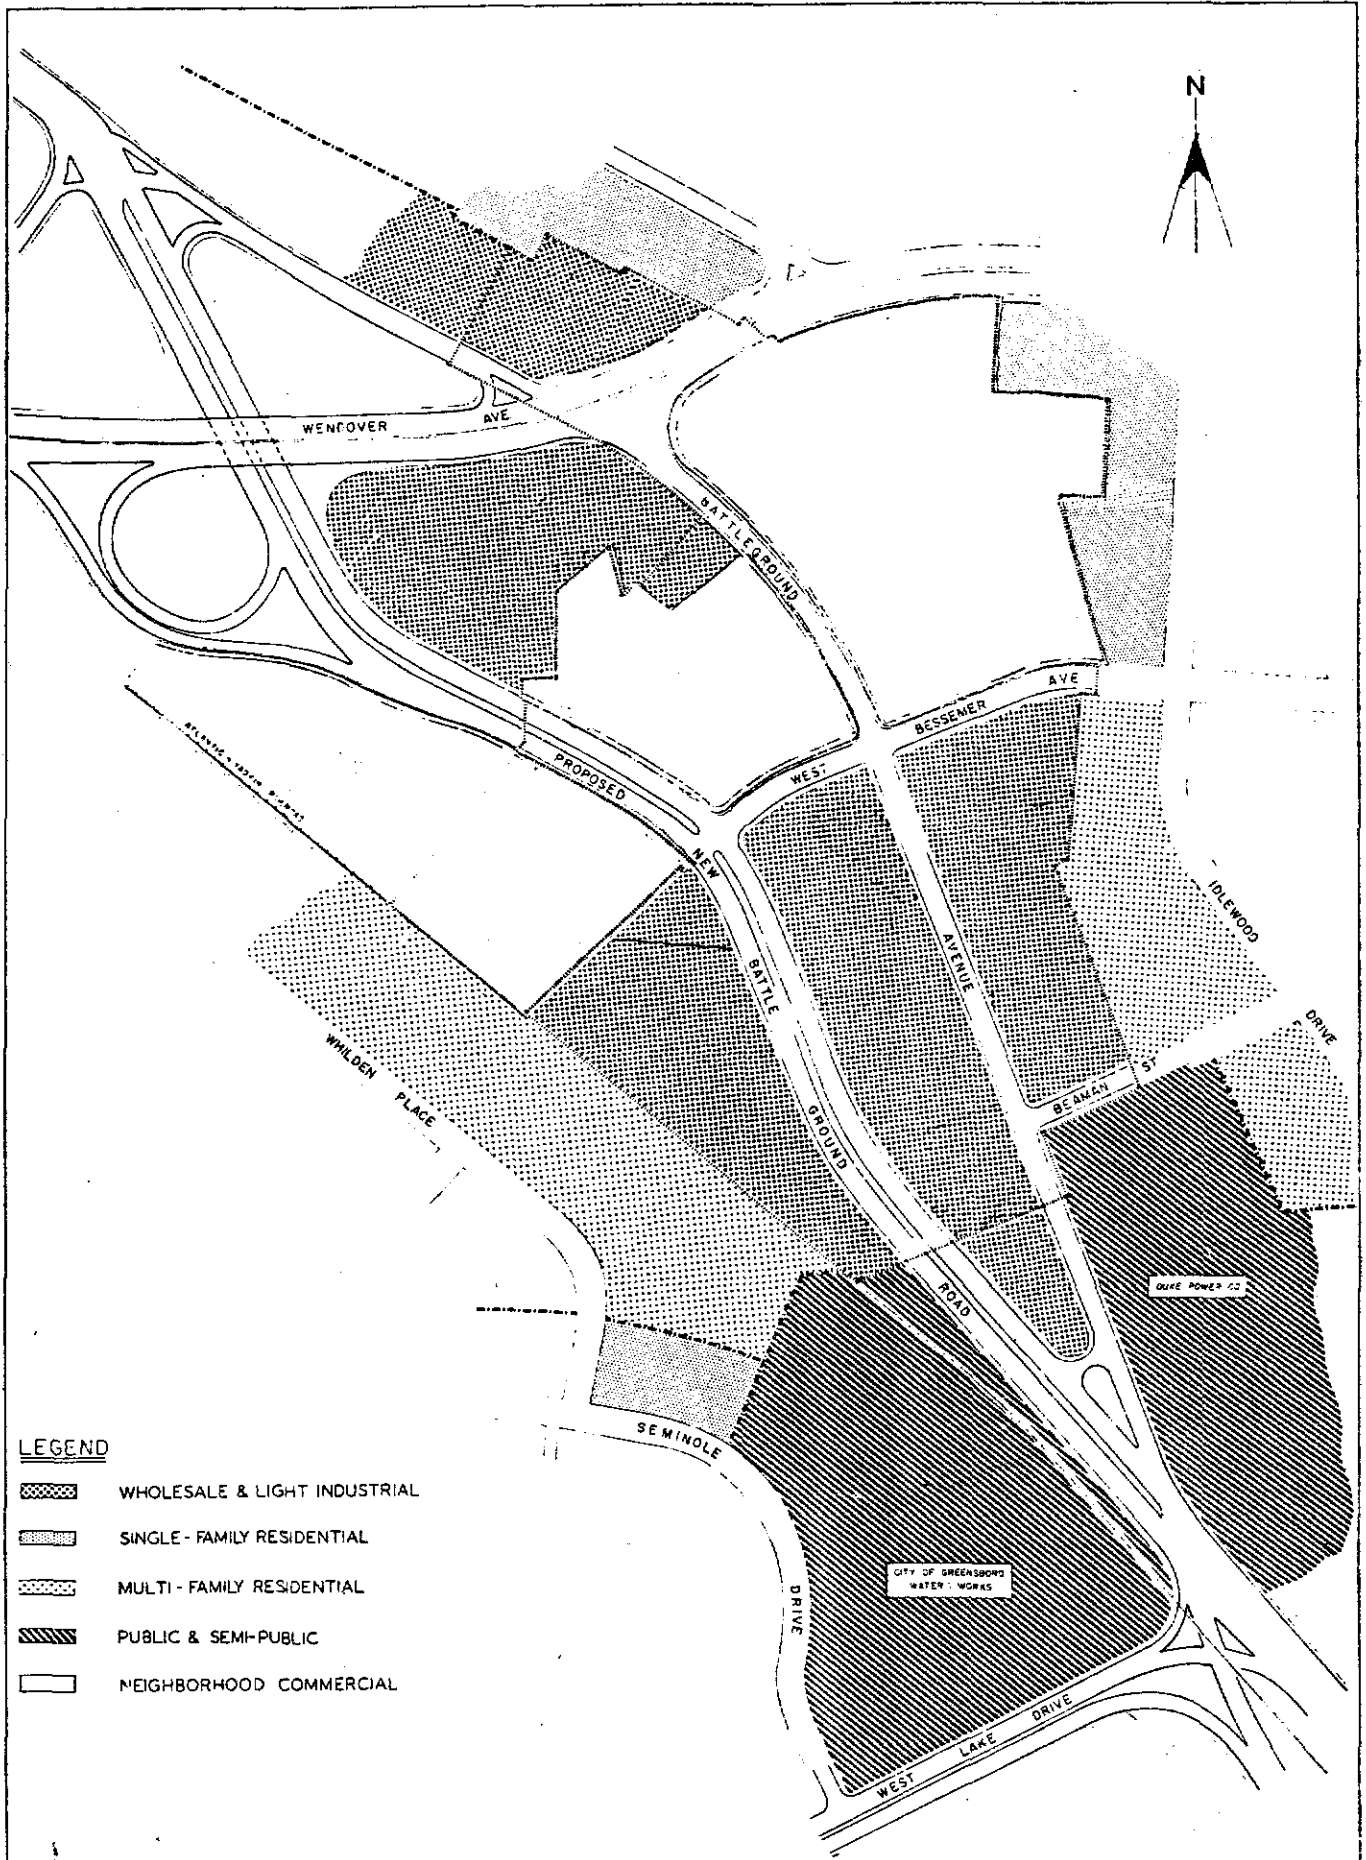 N
WENDOVER AVE
BATTLEGROUND
AVENUE
WEST BESSEMER AVE
PROPOSED NEW BATTLE GROUND ROAD
IDLEWOOD DRIVE
BEAMAN ST
WHILDEN PLACE
DUKE POWER CO
SEMINOLE DRIVE
CITY OF GREENSBORO
WATER WORKS
WEST LAKE DRIVE
LEGEND
WHOLESALE & LIGHT INDUSTRIAL
SINGLE-FAMILY RESIDENTIAL
MULTI-FAMILY RESIDENTIAL
PUBLIC & SEMI-PUBLIC
NEIGHBORHOOD COMMERCIAL